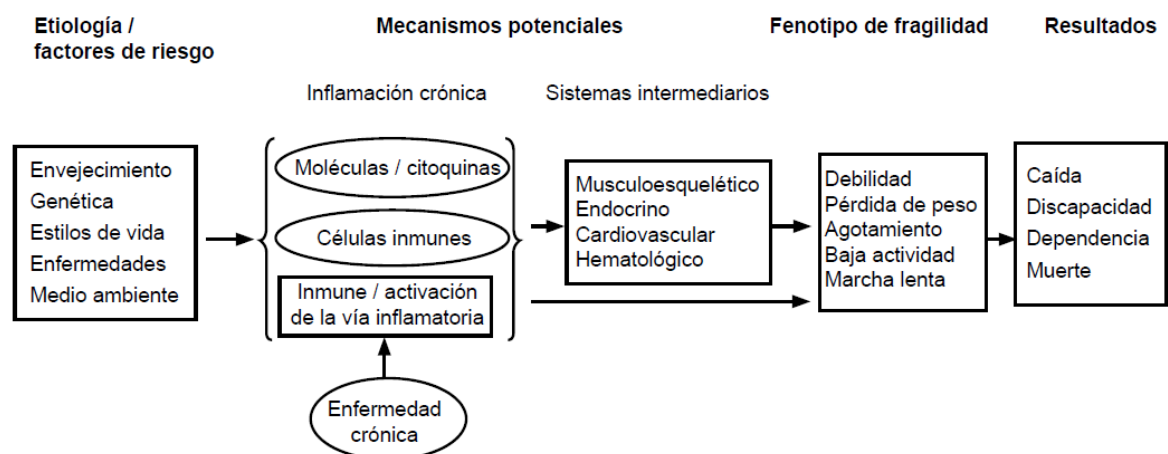 Etiología /
factores de riesgo
Mecanismos potenciales
Fenotipo de fragilidad
Resultados
Inflamación crónica
Sistemas intermediarios
Envejecimiento
Genética
Estilos de vida
Enfermedades
Medio ambiente
Moléculas / citoquinas
Células inmunes
Inmune / activación
de la vía inflamatoria
Enfermedad
crónica
Musculoesquelético
Endocrino
Cardiovascular
Hematológico
Debilidad
Pérdida de peso
Agotamiento
Baja actividad
Marcha lenta
Caída
Discapacidad
Dependencia
Muerte